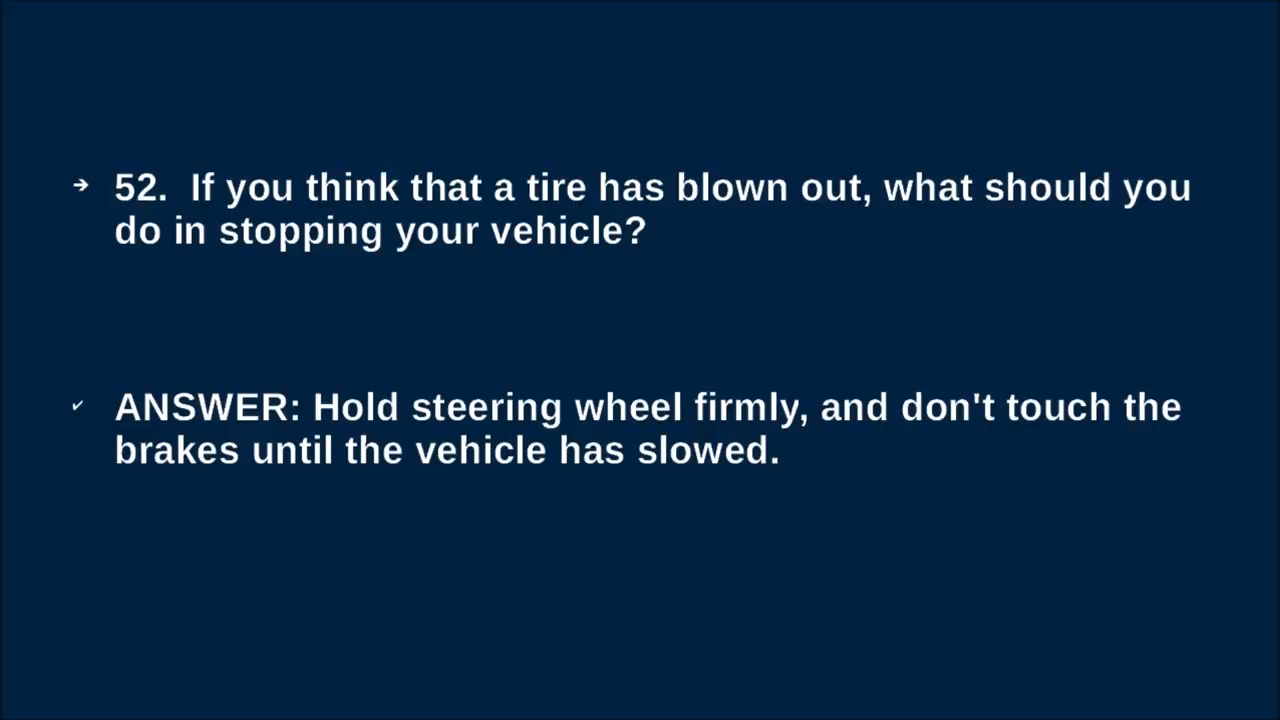 ➔ 52.  If you think that a tire has blown out, what should you
do in stopping your vehicle?
✓ ANSWER: Hold steering wheel firmly, and don't touch the
brakes until the vehicle has slowed.